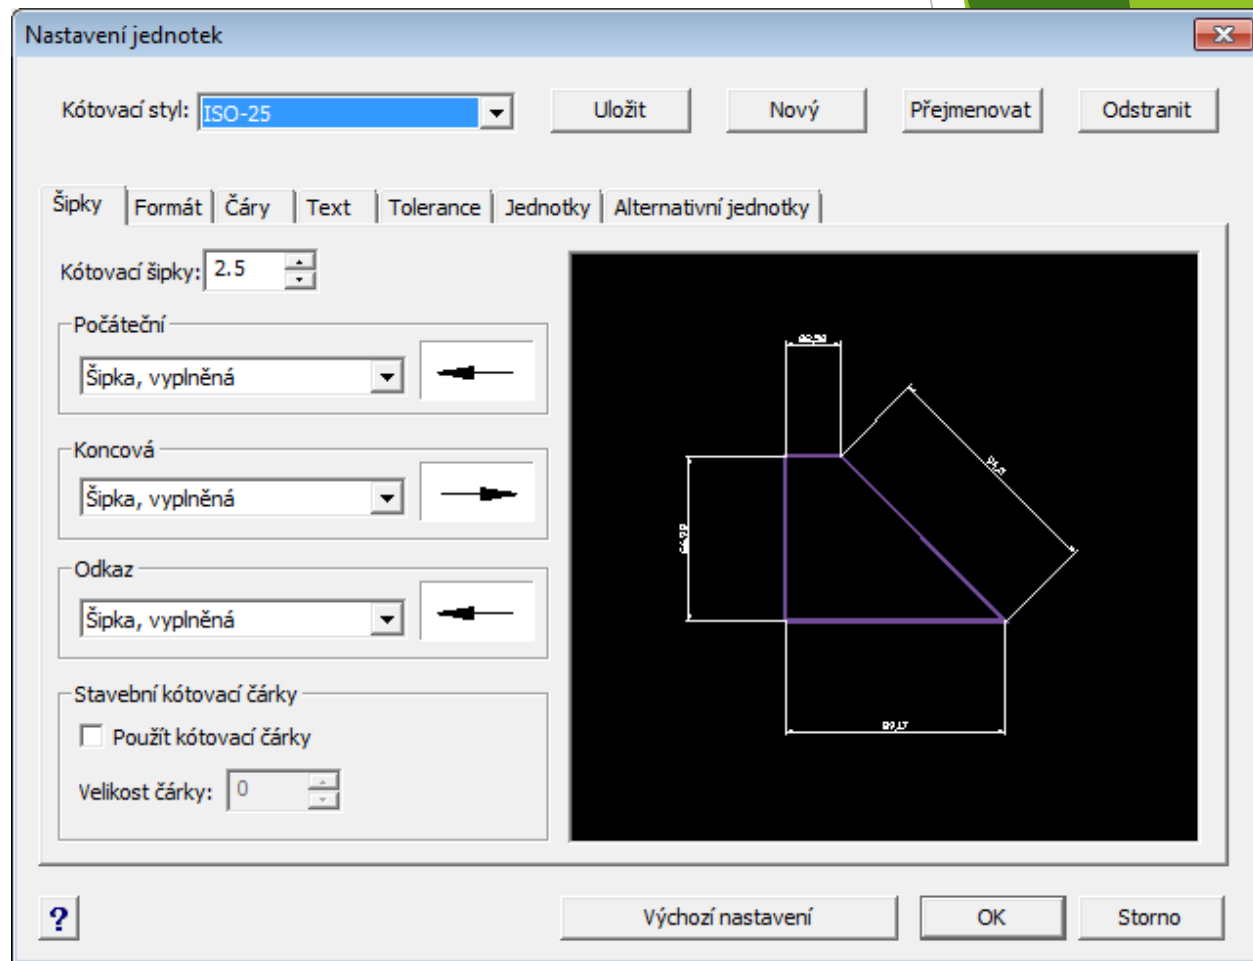 Nastavení jednotek
Kótovací styl: ISO-25 Uložit Nový Přejmenovat Odstranit
Šipky Formát Čáry Text Tolerance Jednotky Alternativní jednotky
Kótovací šipky: 2.5
Počáteční
Šipka, vyplněná
Koncová
Šipka, vyplněná
Odkaz
Šipka, vyplněná
Stavební kótovací čárky
Použít kótovací čárky
Velikost čárky: 0
89,17
? Výchozí nastavení OK Storno